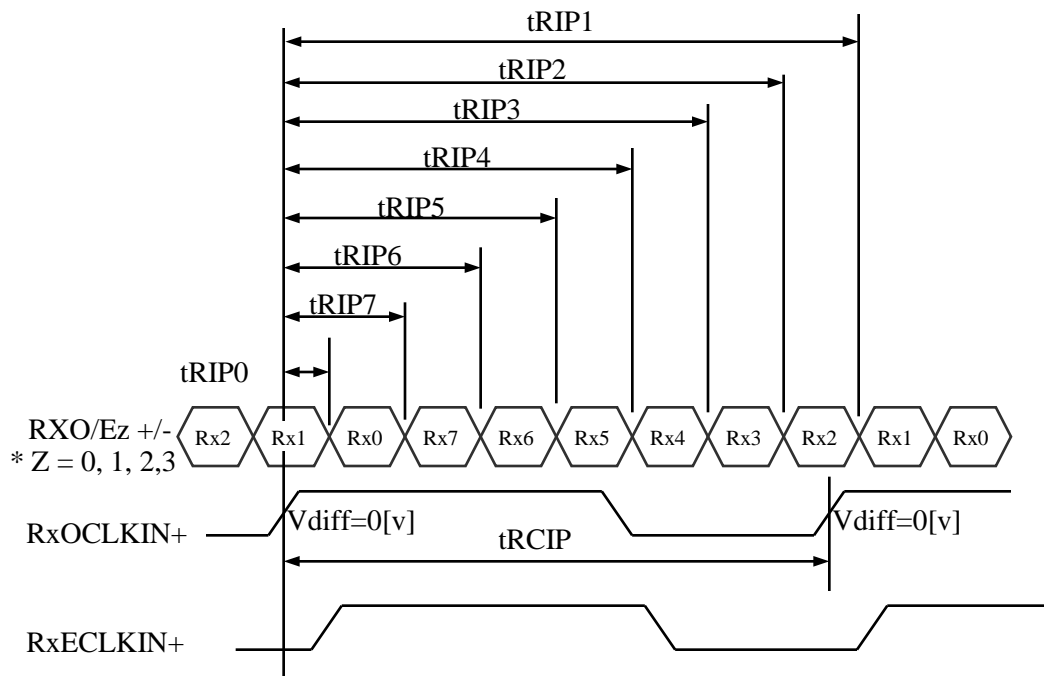 tRIP1
tRIP2
tRIP3
tRIP4
tRIP5
tRIP6
tRIP7
tRIP0
RXO/Ez +/- Rx2 Rx1 Rx0 Rx7 Rx6 Rx5 Rx4 Rx3 Rx2 Rx1 Rx0
* Z = 0, 1, 2,3
Vdiff=0[v] Vdiff=0[v]
RxOCLKIN+
tRCIP
RxECLKIN+